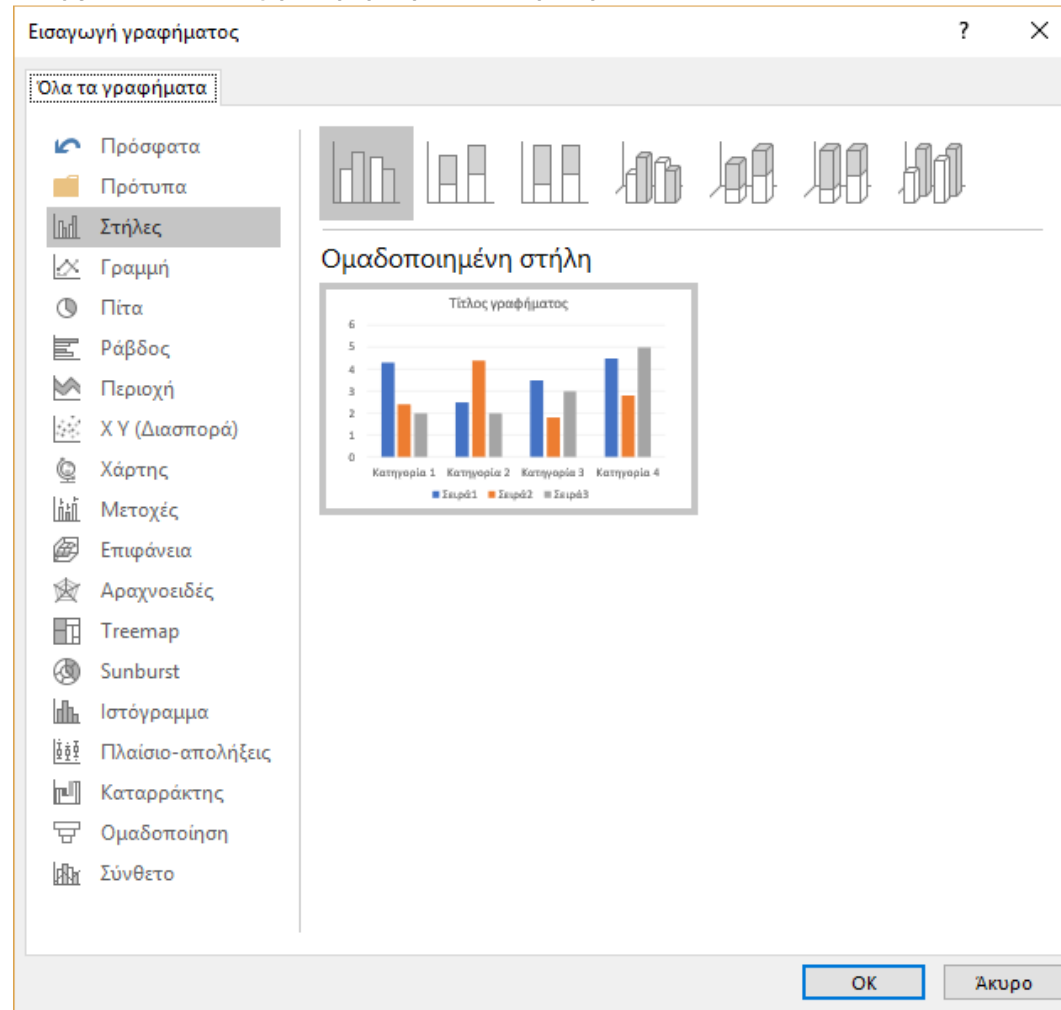 Εισαγωγή γραφήματος
?
Όλα τα γραφήματα
Πρόσφατα
Πρότυπα
Στήλες
Γραμμή
Πίτα
Ράβδος
Περιοχή
X Y (Διασπορά)
Χάρτης
Μετοχές
Επιφάνεια
Αραχνοειδές
Treemap
Sunburst
Ιστόγραμμα
Πλαίσιο-απολήξεις
Καταρράκτης
Ομαδοποίηση
Σύνθετο
Ομαδοποιημένη στήλη
Τίτλος γραφήματος
6
5
4
3
2
1
0
Κατηγορία 1 Κατηγορία 2 Κατηγορία 3 Κατηγορία 4
Σειρά1 Σειρά2 Σειρά3
OK Άκυρο